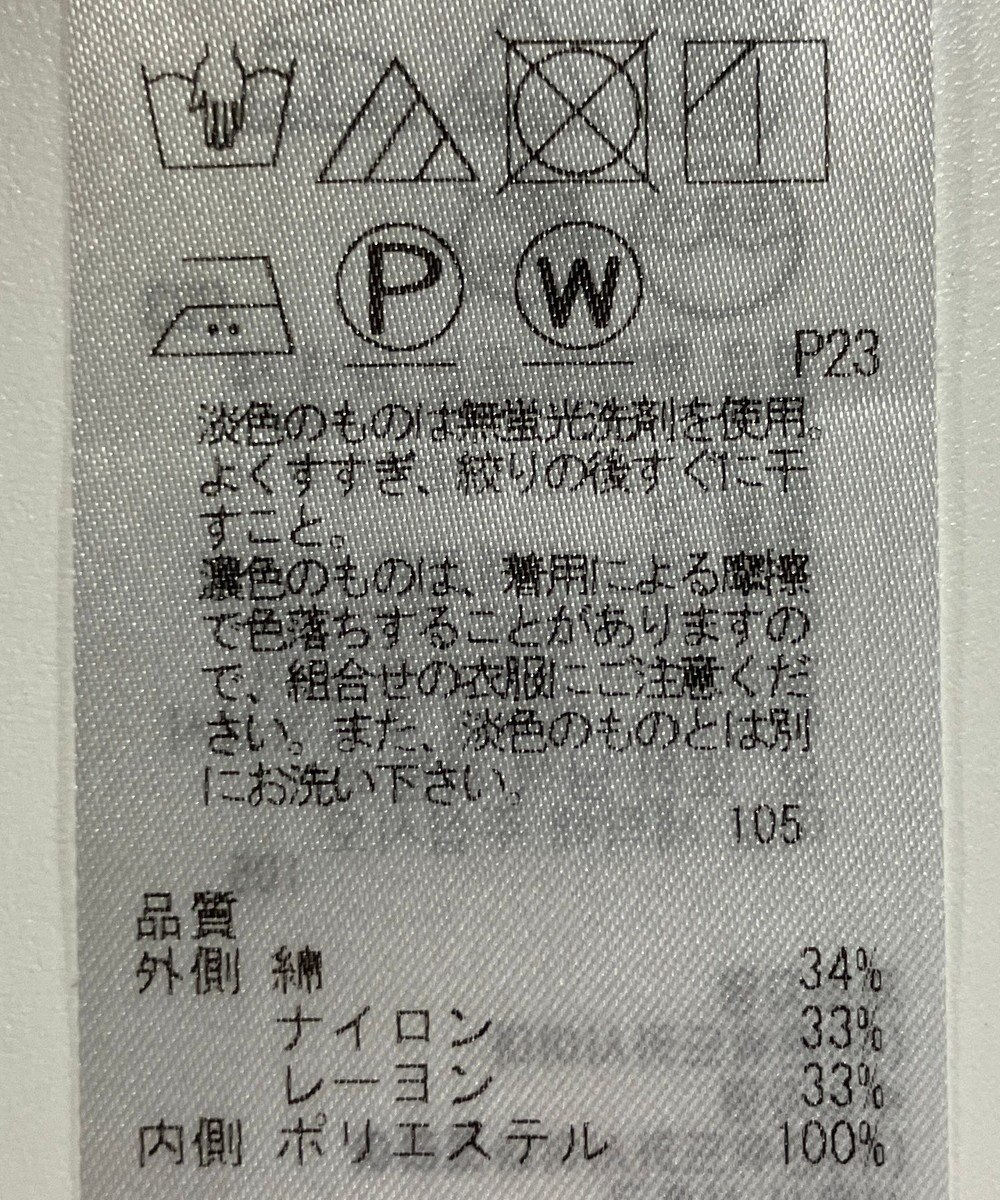 P W
P23
淡色のものは無蛍光洗剤を使用。
よくすすぎ、絞りの後すぐに干
すこと。
濃色のものは、着用による摩擦
で色落ちすることがありますの
で、組合せの衣服にご注意くだ
さい。また、淡色のものとは別
にお洗い下さい。
105
品質
外側 綿 34%
ナイロン 33%
レーヨン 33%
内側 ポリエステル 100%